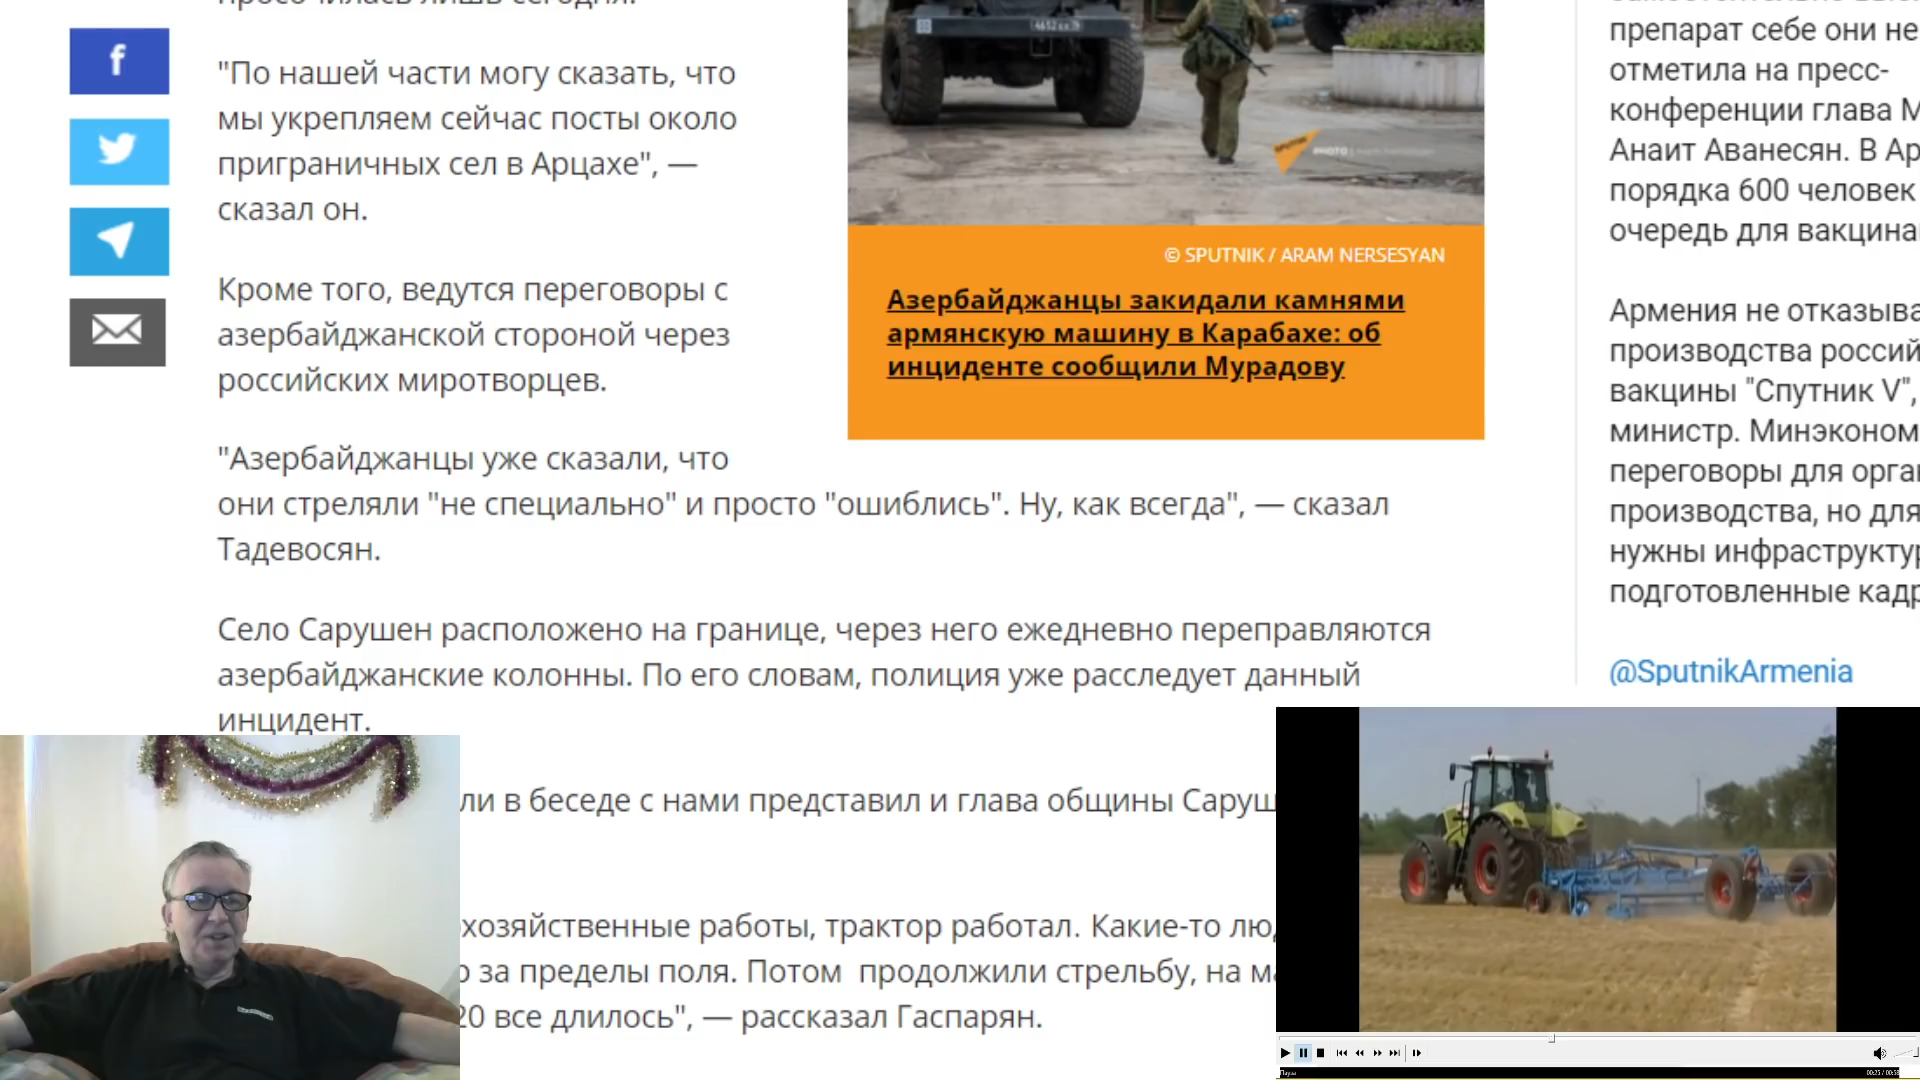 "По нашей части могу сказать, что
мы укрепляем сейчас посты около
приграничных сел в Арцахе", —
сказал он.
Кроме того, ведутся переговоры с
азербайджанской стороной через
российских миротворцев.
"Азербайджанцы уже сказали, что
они стреляли "не специально" и просто "ошиблись". Ну, как всегда", — сказал
Тадевосян.
Село Сарушен расположено на границе, через него ежедневно переправляются
азербайджанские колонны. По его словам, полиция уже расследует данный
инцидент.
ли в беседе с нами представил и глава общины Саруш
хозяйственные работы, трактор работал. Какие-то лю
за пределы поля. Потом продолжили стрельбу, на м
20 все длилось", — рассказал Гаспарян.
4652
SPUTNIK
PHOTO
© SPUTNIK / ARAM NERSESYAN
Азербайджанцы закидали камнями
армянскую машину в Карабахе: об
инциденте сообщили Мурадову
препарат себе они не
отметила на пресс-
конференции глава М
Анаит Аванесян. В Ар
порядка 600 человек
очередь для вакцина
Армения не отказыва
производства россий
вакцины "Спутник V",
министр. Минэконом
переговоры для орга
производства, но для
нужны инфраструктур
подготовленные кадр
@SputnikArmenia
Пауза